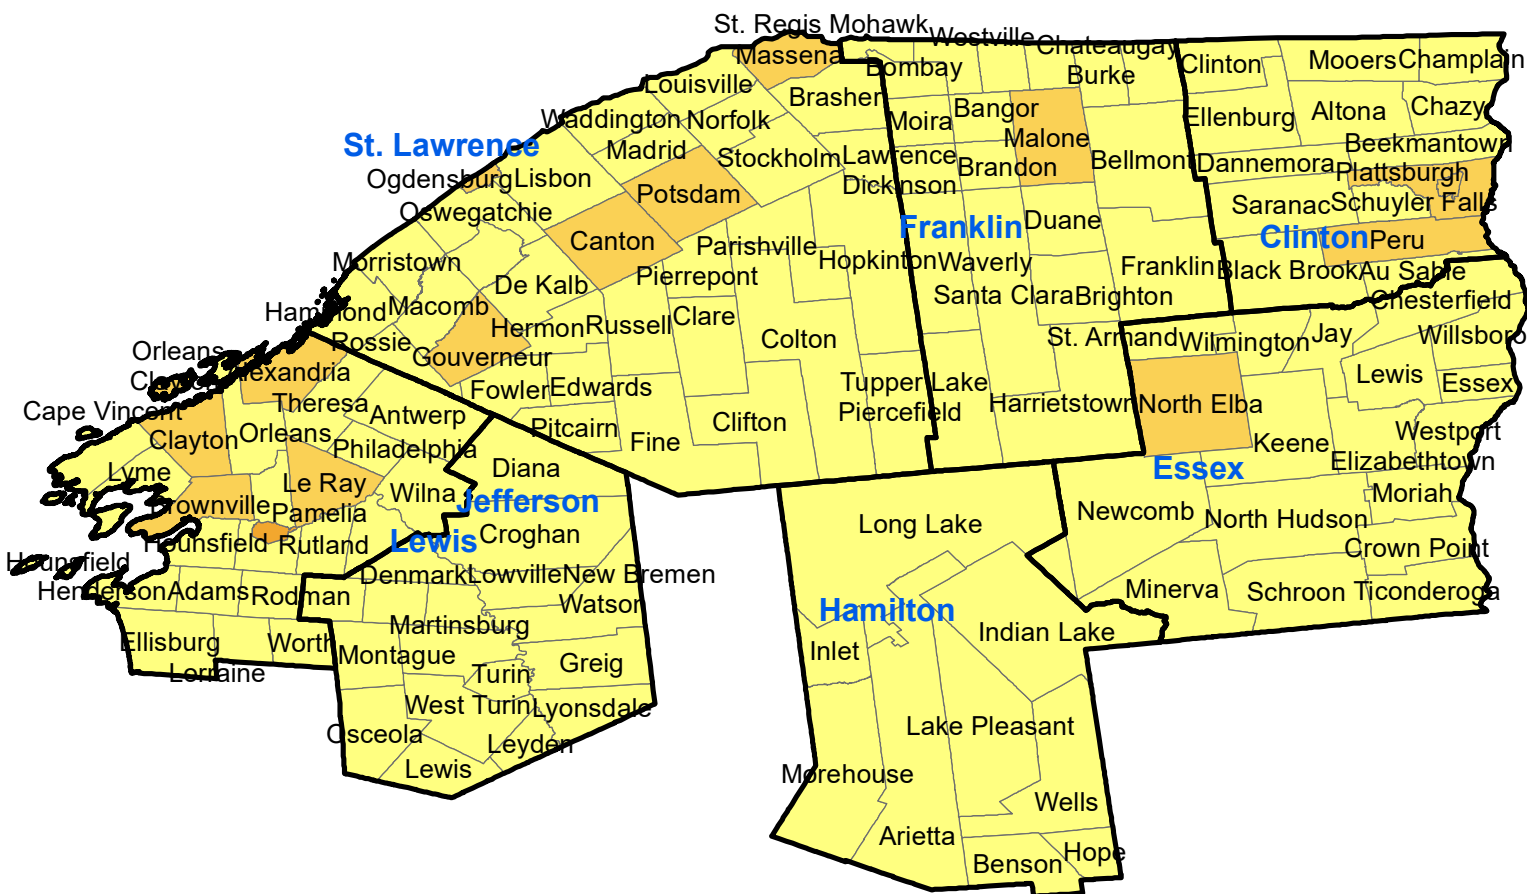 St. Regis Mohawk
Westville
Chateaugay
Massena
Bombay
Burke
Clinton
Mooers
Champlain
Louisville
Brasher
Bangor
Ellenburg
Altona
Chazy
Waddington
Norfolk
Moira
Malone
Beekmantown
St. Lawrence
Madrid
Stockholm
Lawrence
Brandon
Bellmont
Dannemora
Plattsburgh
Ogdensburg
Lisbon
Potsdam
Dickinson
Saranac
Schuyler Falls
Oswegatchie
Canton
Parishville
Franklin
Duane
Clinton
Peru
Morristown
De Kalb
Pierrepont
Hopkinton
Waverly
Franklin
Black Brook
Au Sable
Hammond
Macomb
Santa Clara
Brighton
Chesterfield
Rossie
Hermon
Russell
Clare
Colton
St. Armand
Wilmington
Jay
Willsboro
Orleans
Gouverneur
Alexandria
Clayton
Theresa
Fowler
Edwards
Tupper Lake
Lewis
Essex
Cape Vincent
Antwerp
Piercefield
Harrietstown
North Elba
Clayton
Orleans
Philadelphia
Pitcairn
Fine
Clifton
Keene
Westport
Elizabethtown
Lyme
Le Ray
Wilna
Diana
Essex
Moriah
Brownville
Pamelia
Jefferson
Long Lake
Newcomb
North Hudson
Hounsfield
Rutland
Lewis
Croghan
Crown Point
Hounsfield
Henderson
Adams
Rodman
Denmark
Lowville
New Bremen
Watson
Minerva
Schroon
Ticonderoga
Hamilton
Ellisburg
Worth
Martinsburg
Indian Lake
Lorraine
Montague
Turin
Greig
Inlet
West Turin
Lyonsdale
Lake Pleasant
Osceola
Leyden
Lewis
Morehouse
Wells
Arietta
Benson
Hope